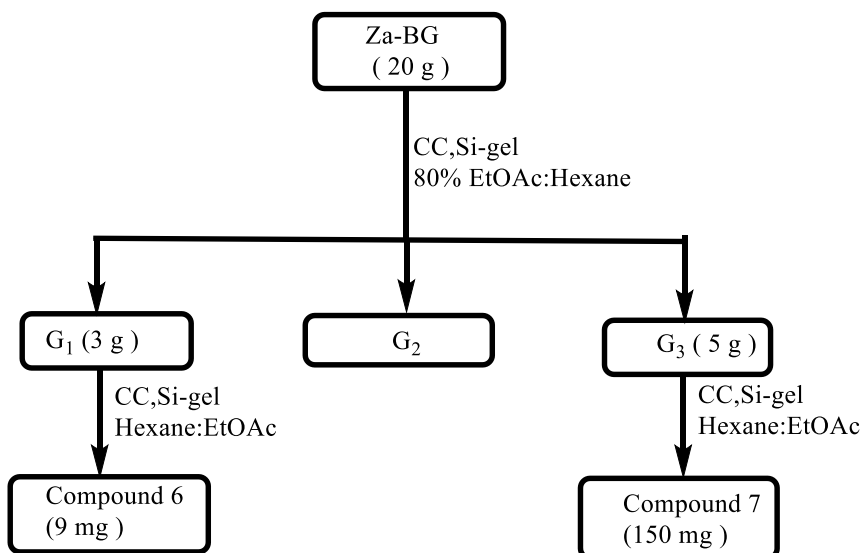 Za-BG
( 20 g )
CC,Si-gel
80% EtOAc:Hexane
G₁ (3 g )
G₂
G₃ ( 5 g )
CC,Si-gel
Hexane:EtOAc
CC,Si-gel
Hexane:EtOAc
Compound 6
(9 mg )
Compound 7
(150 mg )